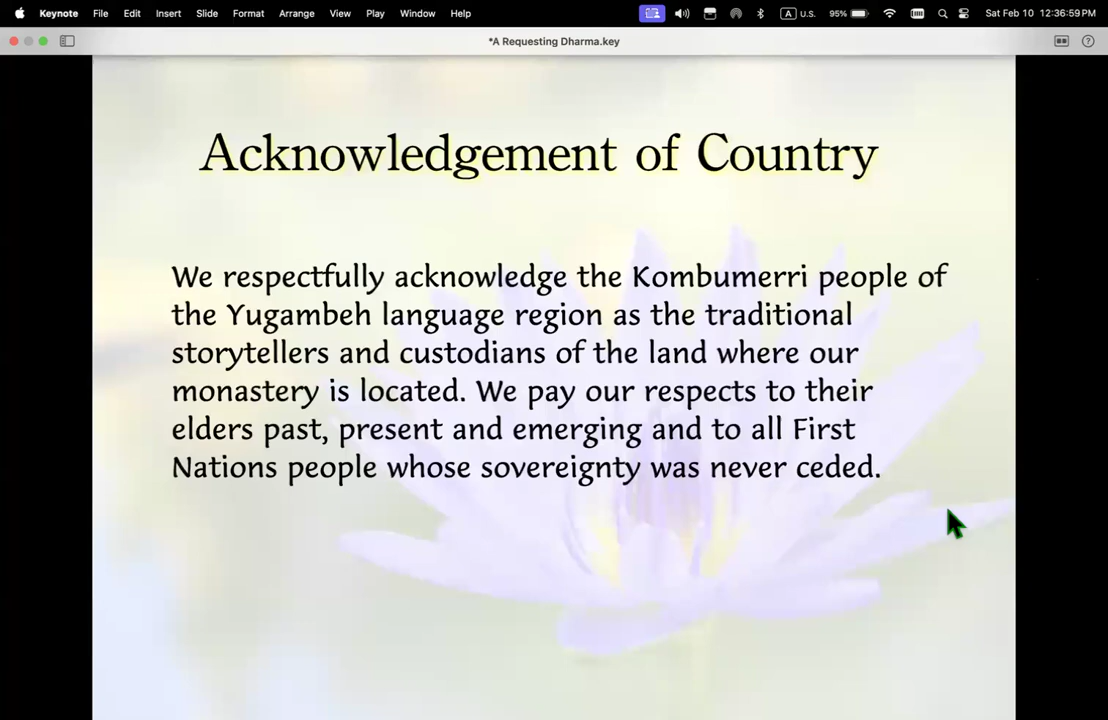 Keynote File Edit Insert Slide Format Arrange View Play Window Help A U.S. 95% Sat Feb 10 12:36:59 PM
*A Requesting Dharma.key
Acknowledgement of Country
We respectfully acknowledge the Kombumerri people of
the Yugambeh language region as the traditional
storytellers and custodians of the land where our
monastery is located. We pay our respects to their
elders past, present and emerging and to all First
Nations people whose sovereignty was never ceded.